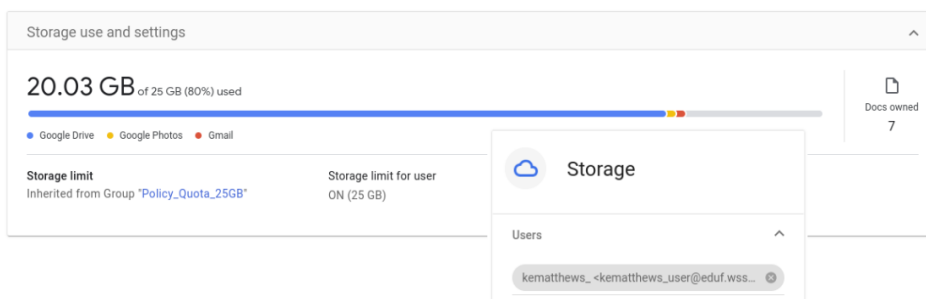 Storage use and settings
20.03 GB of 25 GB (80%) used
Docs owned
7
Google Drive Google Photos Gmail
Storage limit
Inherited from Group "Policy_Quota_25GB"
Storage limit for user
ON (25 GB)
Storage
Users
kematthews_ <kematthews_user@eduf.wss...